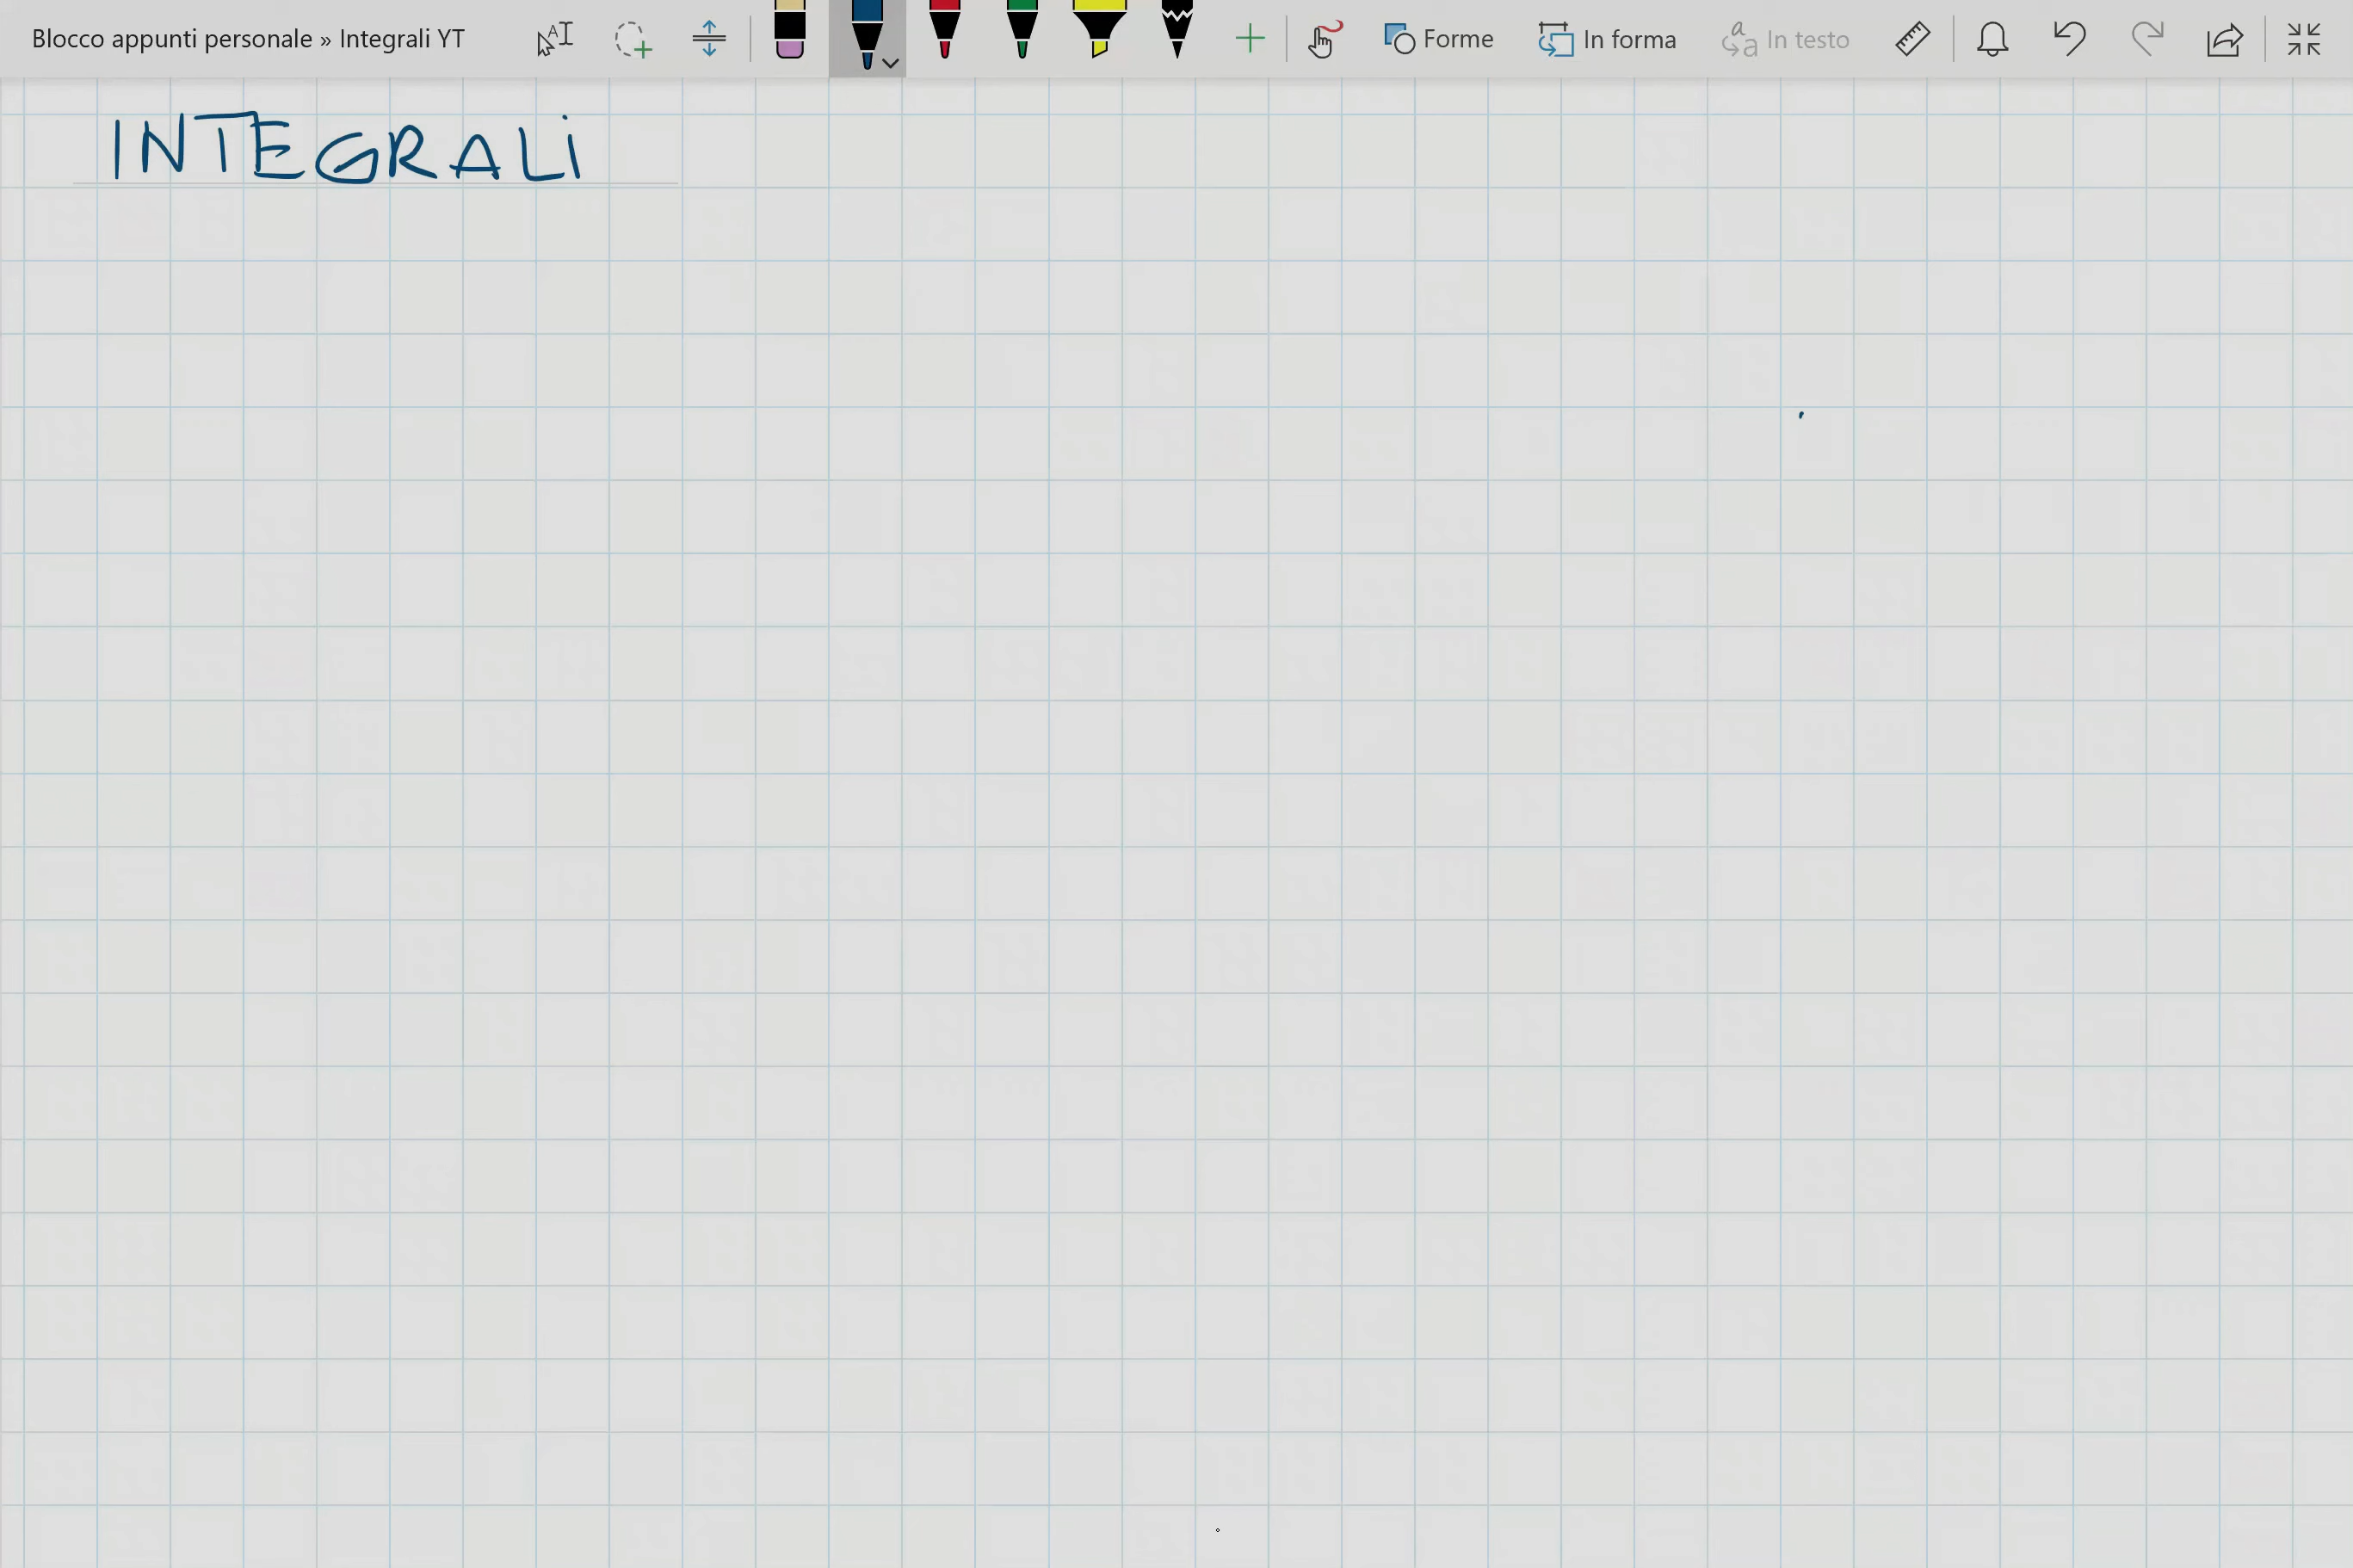 Blocco appunti personale » Integrali YT Forme In forma In testo
INTEGRALi